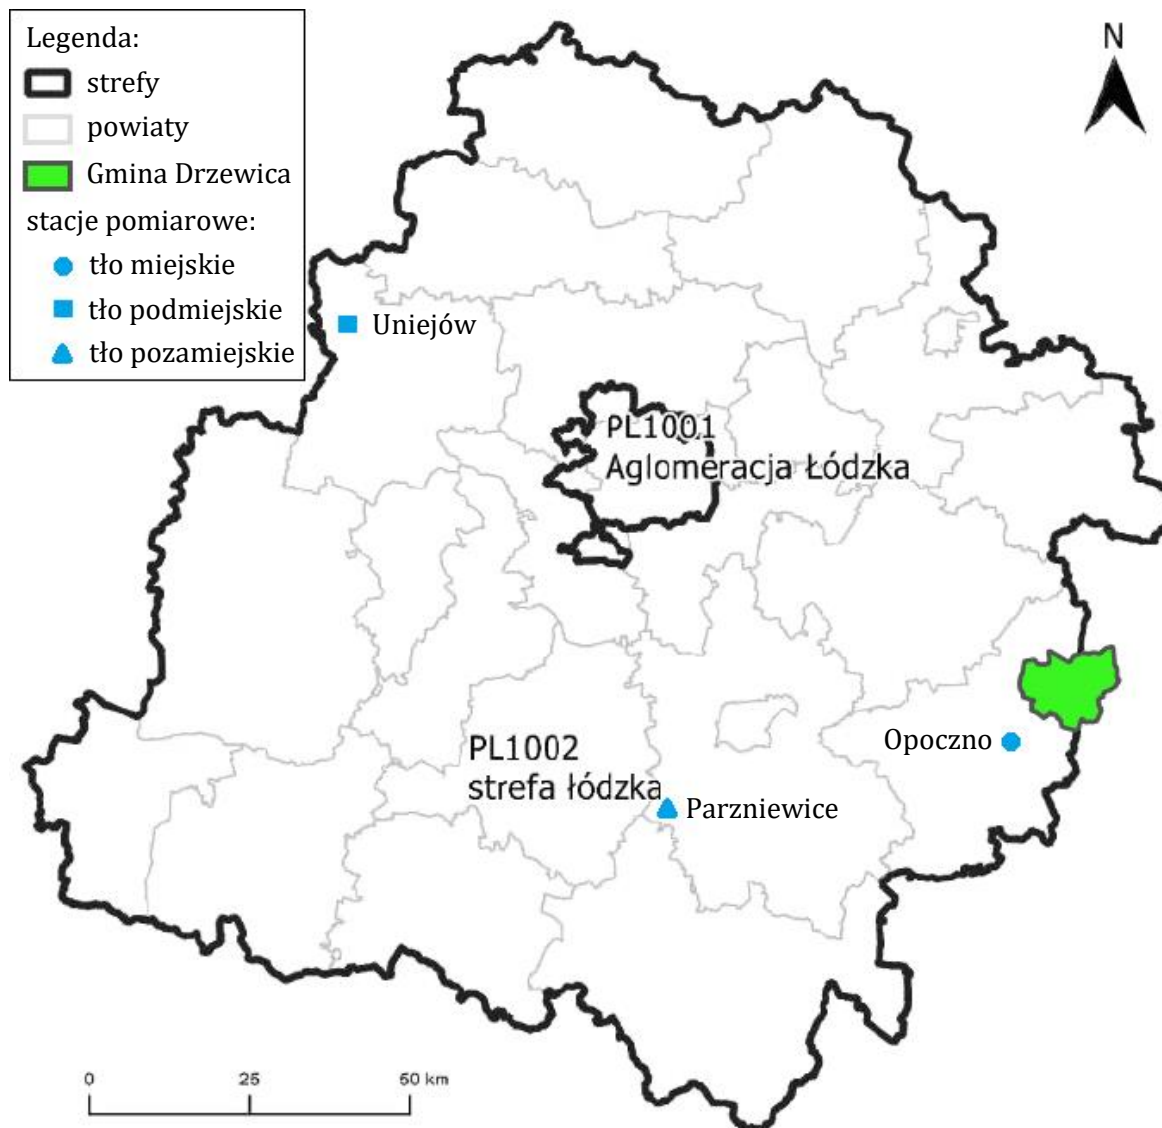 Legenda:
strefy
powiaty
Gmina Drzewica
stacje pomiarowe:
tło miejskie
tło podmiejskie
tło pozamiejskie
N
Uniejów
PL1001
Aglomeracja Łódzka
Opoczno
PL1002
strefa łódzka
Parzniewice
0 25 50 km